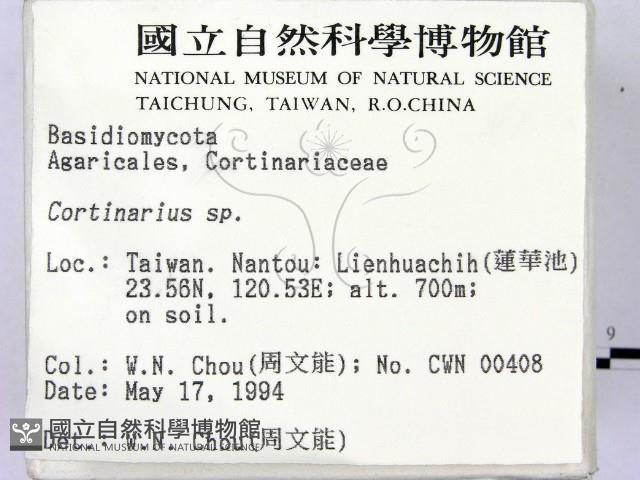 國立自然科學博物館
NATIONAL MUSEUM OF NATURAL SCIENCE
TAICHUNG, TAIWAN, R.O.CHINA
Basidiomycota
Agaricales, Cortinariaceae
Cortinarius sp.
Loc.: Taiwan. Nantou: Lienhuachih(蓮華池)
23.56N, 120.53E; alt. 700m;
on soil.
Col.: W.N. Chou(周文能); No. CWN 00408
Date: May 17, 1994
Det.: W.N. Chou(周文能)
國立自然科學博物館
NATIONAL MUSEUM OF NATURAL SCIENCE
9